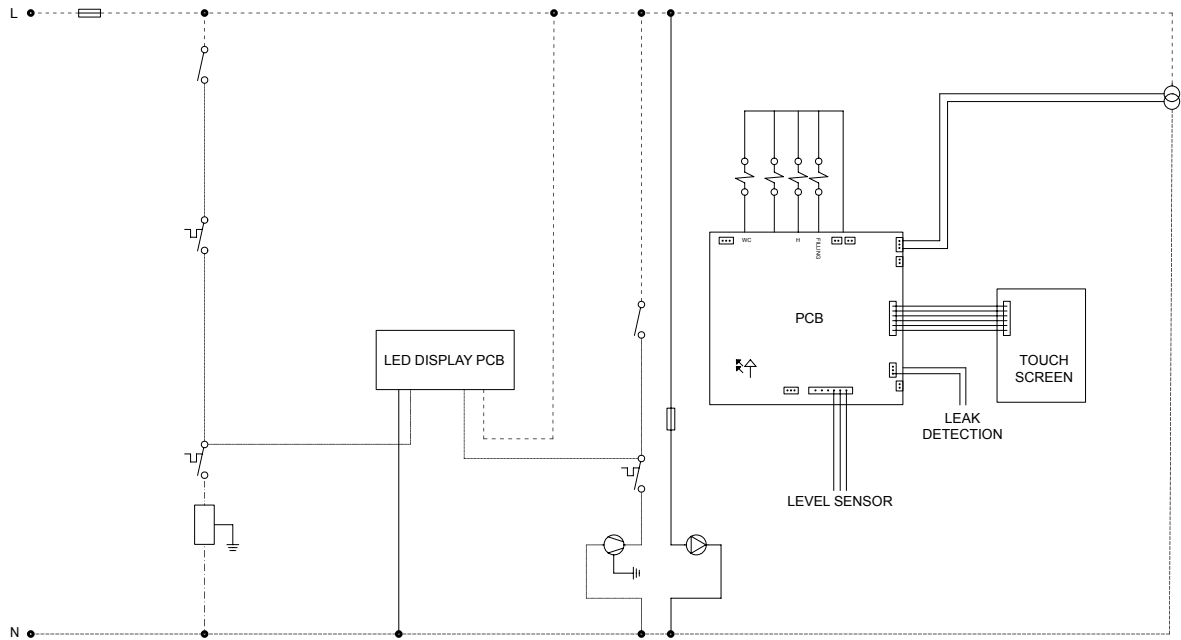 L
WC
H
FILLING
PCB
LED DISPLAY PCB
TOUCH
SCREEN
LEAK
DETECTION
LEVEL SENSOR
N